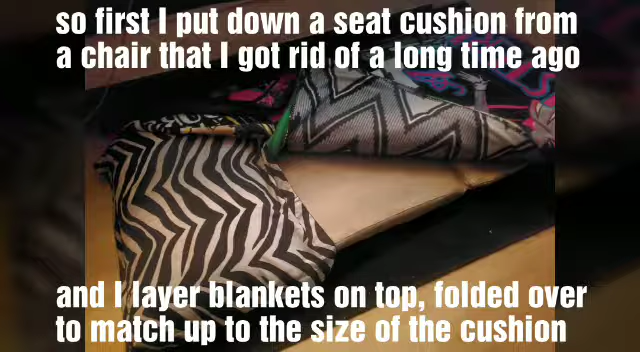 so first I put down a seat cushion from
a chair that I got rid of a long time ago
and I layer blankets on top, folded over
to match up to the size of the cushion